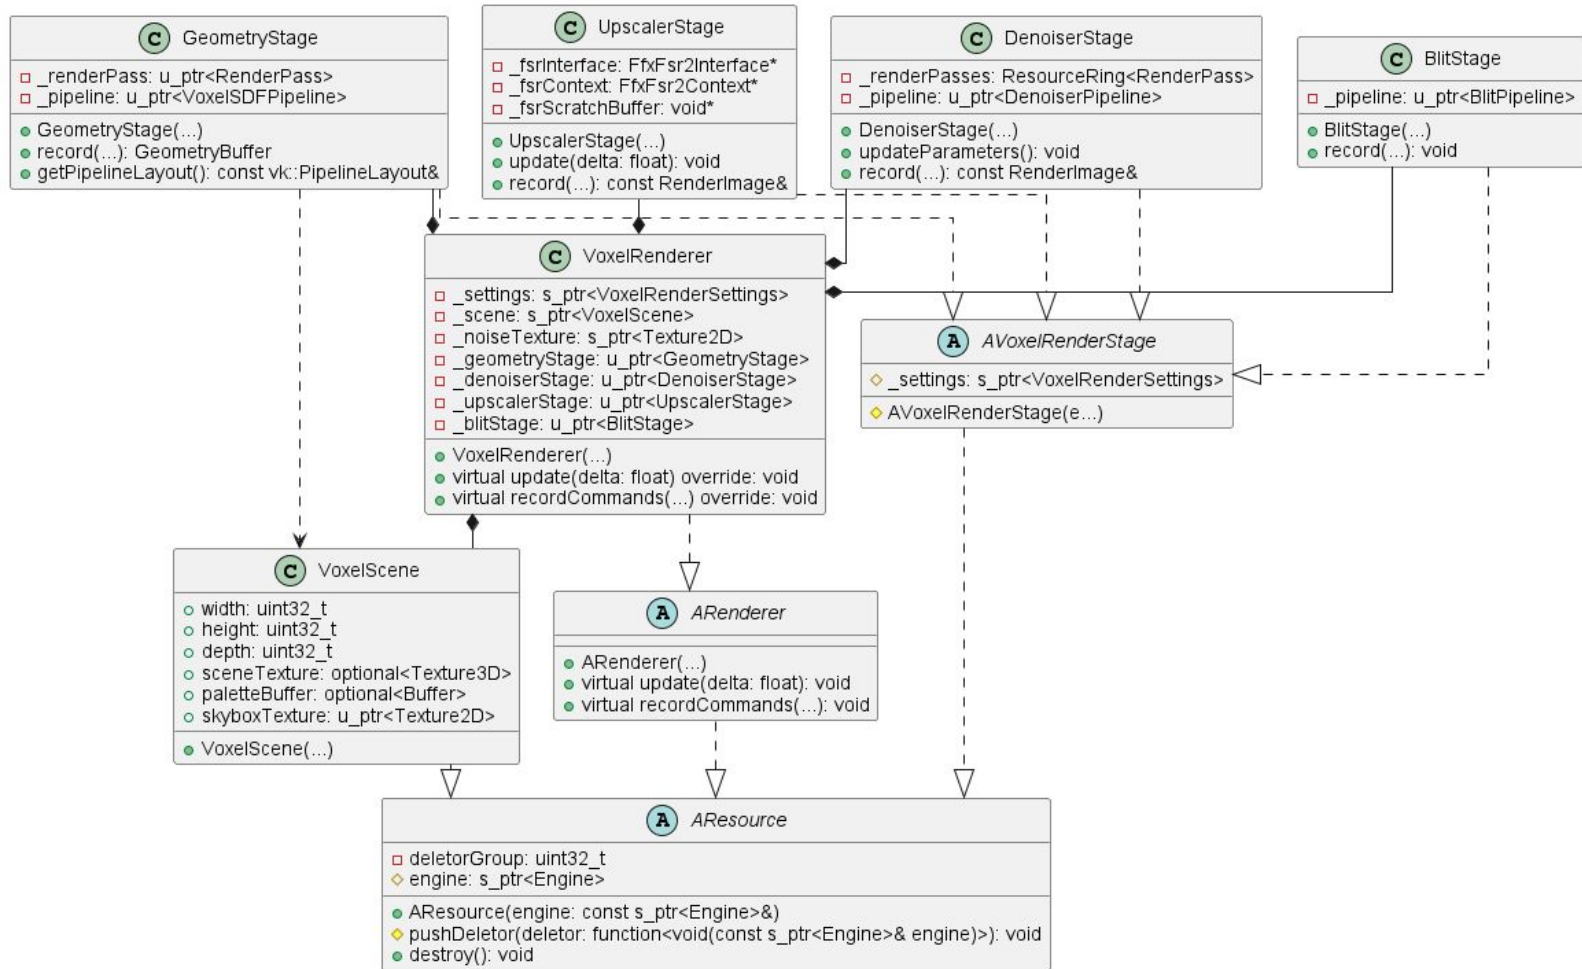 C GeometryStage
_renderPass: u_ptr<RenderPass>
_pipeline: u_ptr<VoxelSDFPipeline>
GeometryStage(...)
record(...): GeometryBuffer
getPipelineLayout(): const vk::PipelineLayout&
C UpscalerStage
_fsrInterface: FfxFsr2Interface*
_fsrContext: FfxFsr2Context*
_fsrScratchBuffer: void*
UpscalerStage(...)
update(delta: float): void
record(...): const RenderImage&
C DenoiserStage
_renderPasses: ResourceRing<RenderPass>
_pipeline: u_ptr<DenoiserPipeline>
DenoiserStage(...)
updateParameters(): void
record(...): const RenderImage&
C BlitStage
_pipeline: u_ptr<BlitPipeline>
BlitStage(...)
record(...): void
C VoxelRenderer
_settings: s_ptr<VoxelRenderSettings>
_scene: s_ptr<VoxelScene>
_noiseTexture: s_ptr<Texture2D>
_geometryStage: u_ptr<GeometryStage>
_denoiserStage: u_ptr<DenoiserStage>
_upscalerStage: u_ptr<UpscalerStage>
_blitStage: u_ptr<BlitStage>
VoxelRenderer(...)
virtual update(delta: float) override: void
virtual recordCommands(...) override: void
A AVoxelRenderStage
_settings: s_ptr<VoxelRenderSettings>
AVoxelRenderStage(e...)
C VoxelScene
width: uint32_t
height: uint32_t
depth: uint32_t
sceneTexture: optional<Texture3D>
paletteBuffer: optional<Buffer>
skyboxTexture: u_ptr<Texture2D>
VoxelScene(...)
A ARenderer
ARenderer(...)
virtual update(delta: float): void
virtual recordCommands(...): void
A AResource
deletorGroup: uint32_t
engine: s_ptr<Engine>
AResource(engine: const s_ptr<Engine>&)
pushDeletor(deletor: function<void(const s_ptr<Engine>& engine)>): void
destroy(): void